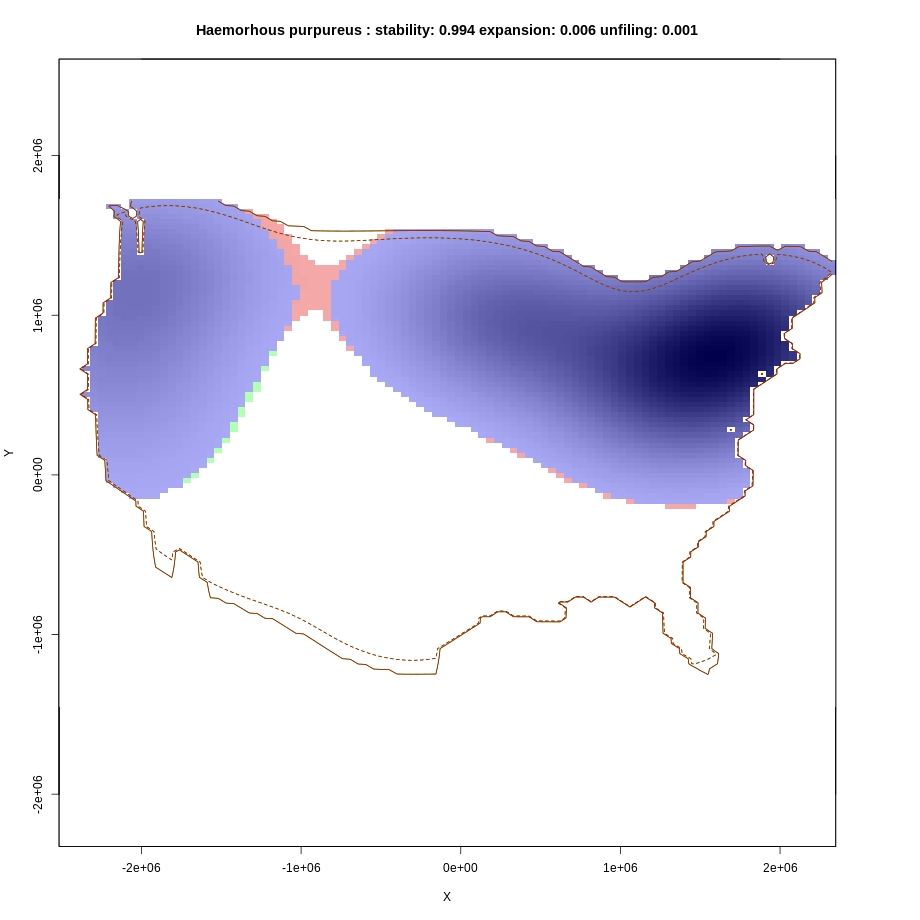 Haemorhous purpureus : stability: 0.994 expansion: 0.006 unfiling: 0.001
2e+06
1e+06
0e+00
-1e+06
-2e+06
Y
-2e+06 -1e+06 0e+00 1e+06 2e+06
X